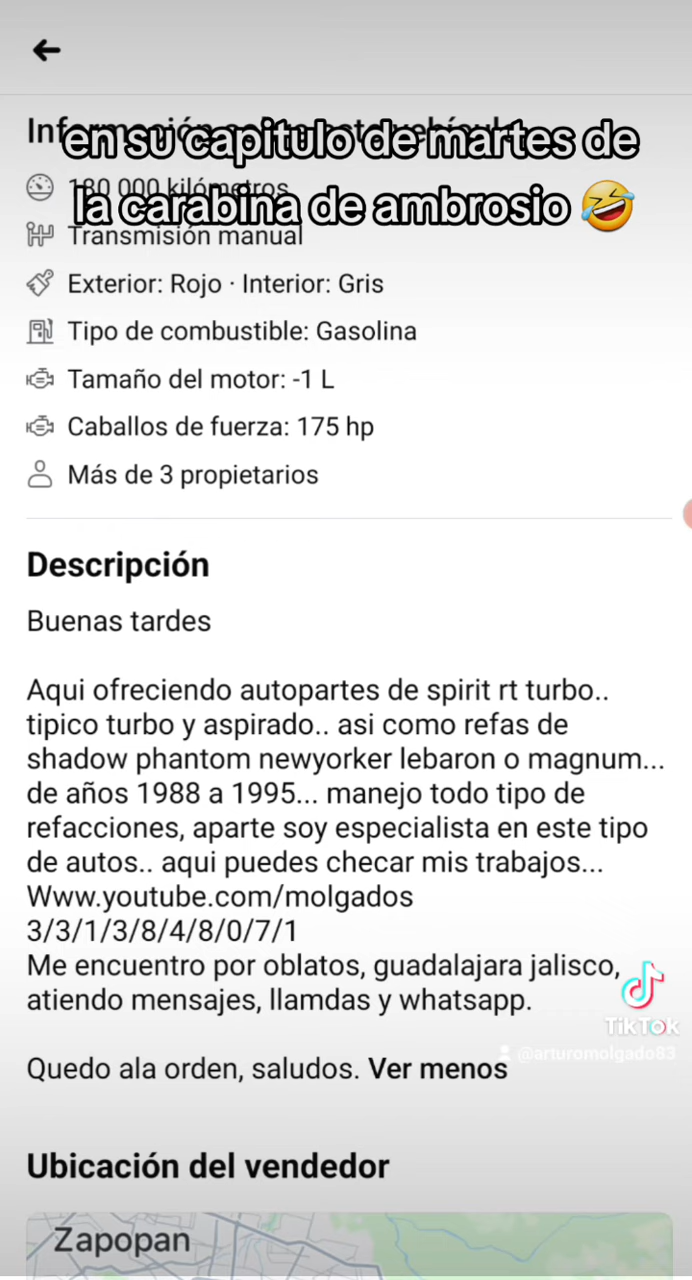 en su capitulo de martes de
la carabina de ambrosio 🤣
180 000 kilómetros
Transmisión manual
Exterior: Rojo · Interior: Gris
Tipo de combustible: Gasolina
Tamaño del motor: -1 L
Caballos de fuerza: 175 hp
Más de 3 propietarios
Descripción
Buenas tardes
Aqui ofreciendo autopartes de spirit rt turbo..
tipico turbo y aspirado.. asi como refas de
shadow phantom newyorker lebaron o magnum...
de años 1988 a 1995... manejo todo tipo de
refacciones, aparte soy especialista en este tipo
de autos.. aqui puedes checar mis trabajos...
Www.youtube.com/molgados
3/3/1/3/8/4/8/0/7/1
Me encuentro por oblatos, guadalajara jalisco,
atiendo mensajes, llamdas y whatsapp.
TikTok
@arturomolgado83
Quedo ala orden, saludos. Ver menos
Ubicación del vendedor
Zapopan